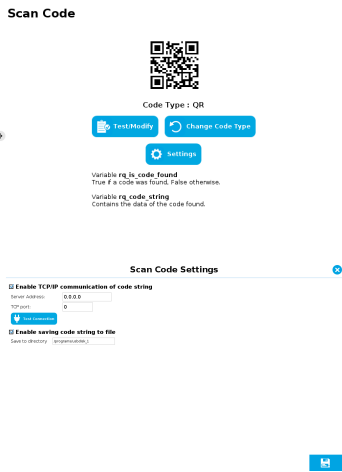 Scan Code
Code Type : QR
Test/Modify
Change Code Type
Settings
Variable rq_is_code_found
True if a code was found, False otherwise.
Variable rq_code_string
Contains the data of the code found.
Scan Code Settings
Enable TCP/IP communication of code string
Server Address:
0.0.0.0
TCP port:
0
Test Connection
Enable saving code string to file
Save to directory